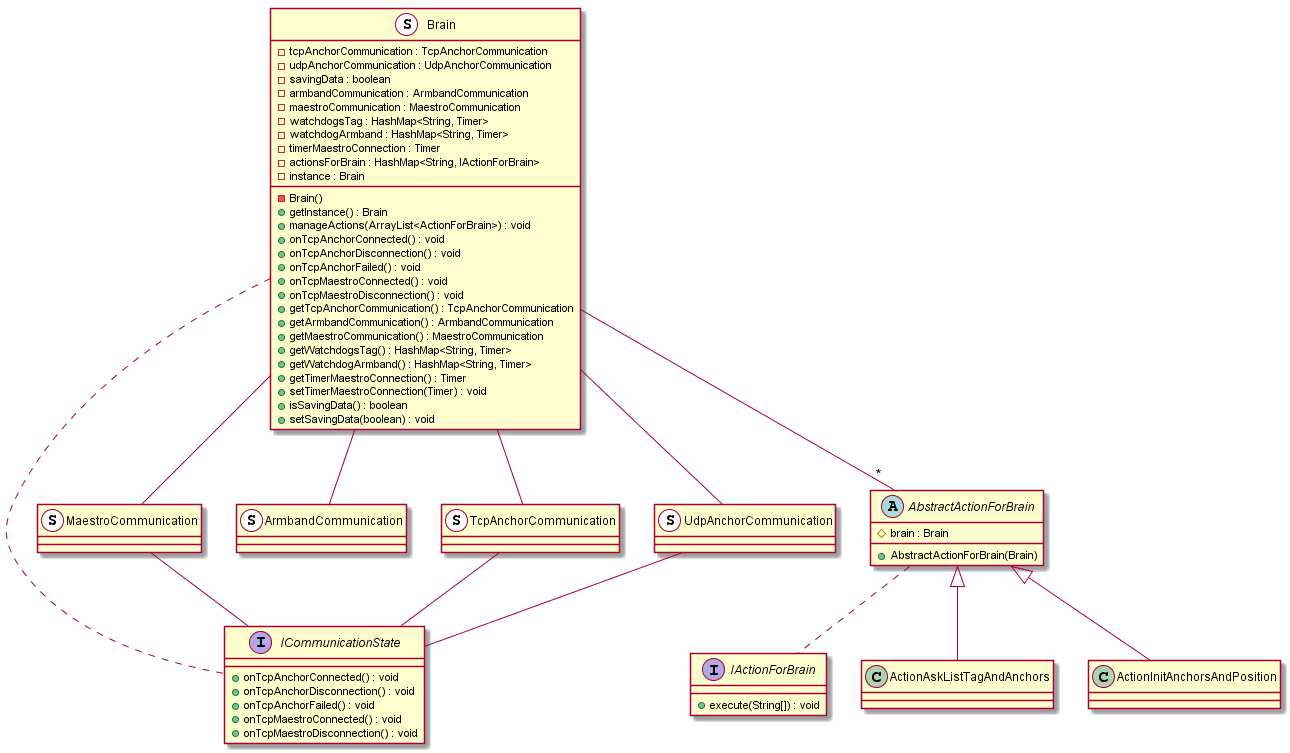 S Brain
tcpAnchorCommunication : TcpAnchorCommunication
udpAnchorCommunication : UdpAnchorCommunication
savingData : boolean
armbandCommunication : ArmbandCommunication
maestroCommunication : MaestroCommunication
watchdogsTag : HashMap<String, Timer>
watchdogArmband : HashMap<String, Timer>
timerMaestroConnection : Timer
actionsForBrain : HashMap<String, IActionForBrain>
instance : Brain
Brain()
getInstance() : Brain
manageActions(ArrayList<ActionForBrain>) : void
onTcpAnchorConnected() : void
onTcpAnchorDisconnection() : void
onTcpAnchorFailed() : void
onTcpMaestroConnected() : void
onTcpMaestroDisconnection() : void
getTcpAnchorCommunication() : TcpAnchorCommunication
getArmbandCommunication() : ArmbandCommunication
getMaestroCommunication() : MaestroCommunication
getWatchdogsTag() : HashMap<String, Timer>
getWatchdogArmband() : HashMap<String, Timer>
getTimerMaestroConnection() : Timer
setTimerMaestroConnection(Timer) : void
isSavingData() : boolean
setSavingData(boolean) : void
*
S MaestroCommunication
S ArmbandCommunication
S TcpAnchorCommunication
S UdpAnchorCommunication
A AbstractActionForBrain
brain : Brain
AbstractActionForBrain(Brain)
I ICommunicationState
onTcpAnchorConnected() : void
onTcpAnchorDisconnection() : void
onTcpAnchorFailed() : void
onTcpMaestroConnected() : void
onTcpMaestroDisconnection() : void
I IActionForBrain
execute(String[]) : void
C ActionAskListTagAndAnchors
C ActionInitAnchorsAndPosition